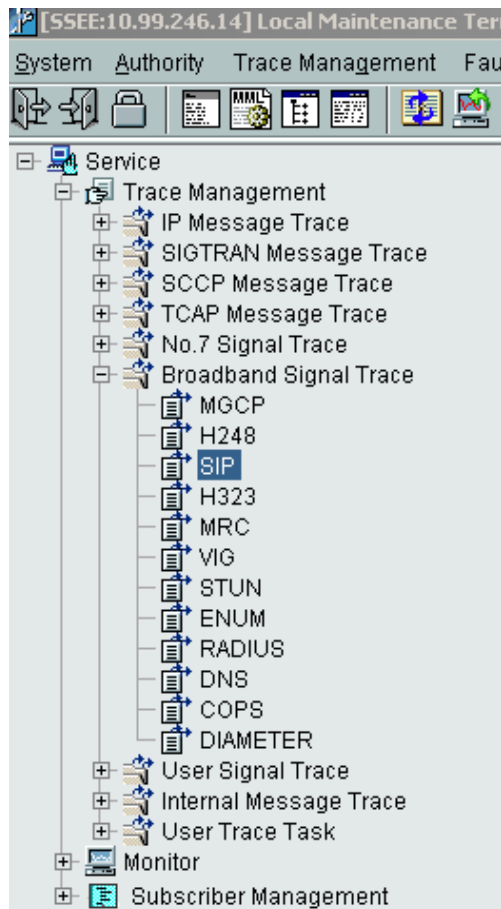 [SSEE:10.99.246.14] Local Maintenance Ter
System Authority Trace Management Fau
Service
Trace Management
IP Message Trace
SIGTRAN Message Trace
SCCP Message Trace
TCAP Message Trace
No.7 Signal Trace
Broadband Signal Trace
MGCP
H248
SIP
H323
MRC
VIG
STUN
ENUM
RADIUS
DNS
COPS
DIAMETER
User Signal Trace
Internal Message Trace
User Trace Task
Monitor
Subscriber Management